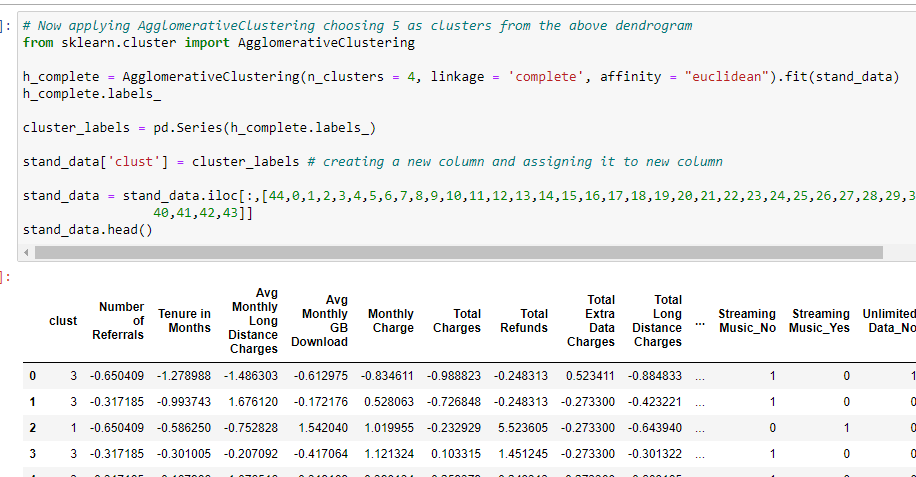 ]:
# Now applying AgglomerativeClustering choosing 5 as clusters from the above dendrogram
from sklearn.cluster import AgglomerativeClustering
h_complete = AgglomerativeClustering(n_clusters = 4, linkage = 'complete', affinity = "euclidean").fit(stand_data)
h_complete.labels_
cluster_labels = pd.Series(h_complete.labels_)
stand_data['clust'] = cluster_labels # creating a new column and assigning it to new column
stand_data = stand_data.iloc[:,[44,0,1,2,3,4,5,6,7,8,9,10,11,12,13,14,15,16,17,18,19,20,21,22,23,24,25,26,27,28,29,3
40,41,42,43]]
stand_data.head()
]:
clust Number of Referrals Tenure in Months Avg Monthly Long Distance Charges Avg Monthly GB Download Monthly Charge Total Charges Total Refunds Total Extra Data Charges Total Long Distance Charges ... Streaming Music_No Streaming Music_Yes Unlimited Data_No
0 3 -0.650409 -1.278988 -1.486303 -0.612975 -0.834611 -0.988823 -0.248313 0.523411 -0.884833 ... 1 0 1
1 3 -0.317185 -0.993743 1.676120 -0.172176 0.528063 -0.726848 -0.248313 -0.273300 -0.423221 ... 1 0 0
2 1 -0.650409 -0.586250 -0.752828 1.542040 1.019955 -0.232929 5.523605 -0.273300 -0.643940 ... 0 1 0
3 3 -0.317185 -0.301005 -0.207092 -0.417064 1.121324 0.103315 1.451245 -0.273300 -0.301322 ... 1 0 0